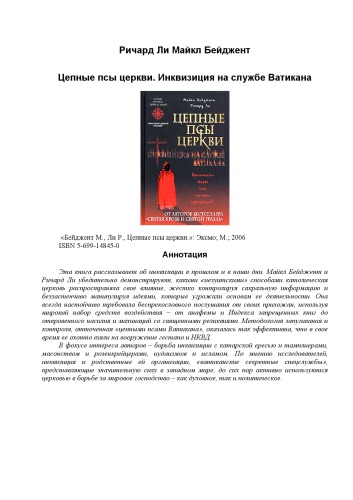 Ричард Ли Майкл Бейджент
Цепные псы церкви. Инквизиция на службе Ватикана
Майкл Бейджент
Ричард Ли
ЦЕПНЫЕ
ПСЫ
ЦЕРКВИ
ИНКВИЗИЦИЯ НА СЛУЖБЕ
ВАТИКАНА
ОТ АВТОРОВ БЕСТСЕЛЛЕРА
«СВЯТАЯ КРОВЬ И СВЯТОЙ ГРААЛЬ»
«Бейджент М., Ли Р., Цепные псы церкви.»: Эксмо; М.; 2006
ISBN 5-699-14845-0
Аннотация
Эта книга рассказывает об инквизиции в прошлом и в наши дни. Майкл Бейджент и
Ричард Ли убедительно демонстрируют, какими «иезуитскими» способами католическая
церковь распространяла свое влияние, жестко контролируя сакральную информацию и
беззастенчиво манипулируя идеями, которые угрожали основам ее деятельности. Она
всегда настойчиво требовала беспрекословного послушания от своих прихожан, используя
широкий набор средств воздействия – от анафемы и Индекса запрещенных книг до
откровенного насилия и махинаций со священными реликвиями. Методология запугивания и
контроля, отточенная «цепными псами Ватикана», оказалась так эффективна, что в свое
время ее охотно взяли на вооружение гестапо и НКВД.
В фокусе интереса авторов – борьба инквизиции с катарской ересью и тамплиерами,
масонством и розенкрейцерами, иудаизмом и исламом. По мнению исследователей,
инквизиция и родственные ей организации, «ватиканские секретные спецслужбы»,
представляющие значительную силу в западном мире, до сих пор активно используются
церковью в борьбе за мировое господство – как духовное, так и политическое.